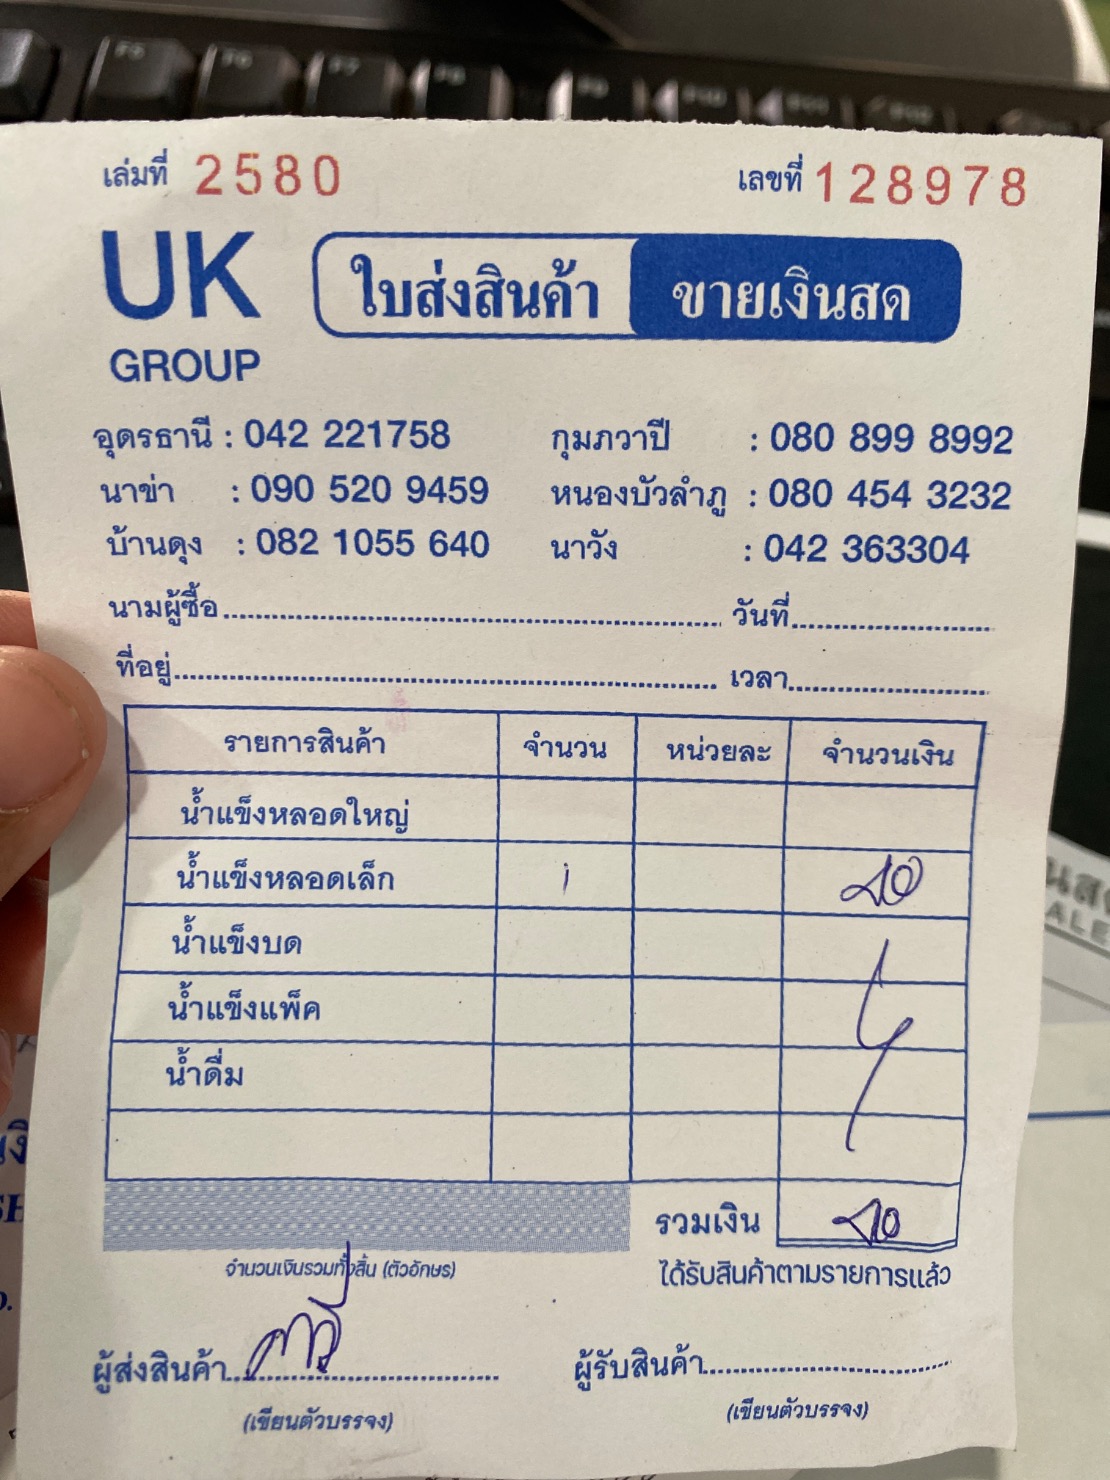 เล่มที่ 2580 เลขที่ 128978
UK GROUP
ใบส่งสินค้า ขายเงินสด
อุดรธานี : 042 221758 กุมภวาปี : 080 899 8992
นาข่า : 090 520 9459 หนองบัวลำภู : 080 454 3232
บ้านดุง : 082 1055 640 นาวัง : 042 363304
นามผู้ซื้อ วันที่
ที่อยู่ เวลา
รายการสินค้า จำนวน หน่วยละ จำนวนเงิน
น้ำแข็งหลอดใหญ่
น้ำแข็งหลอดเล็ก 1 40
น้ำแข็งบด
น้ำแข็งแพ็ค
น้ำดื่ม
รวมเงิน 40
จำนวนเงินรวมทั้งสิ้น (ตัวอักษร) ได้รับสินค้าตามรายการแล้ว
ผู้ส่งสินค้า ผู้รับสินค้า
(เขียนตัวบรรจง) (เขียนตัวบรรจง)